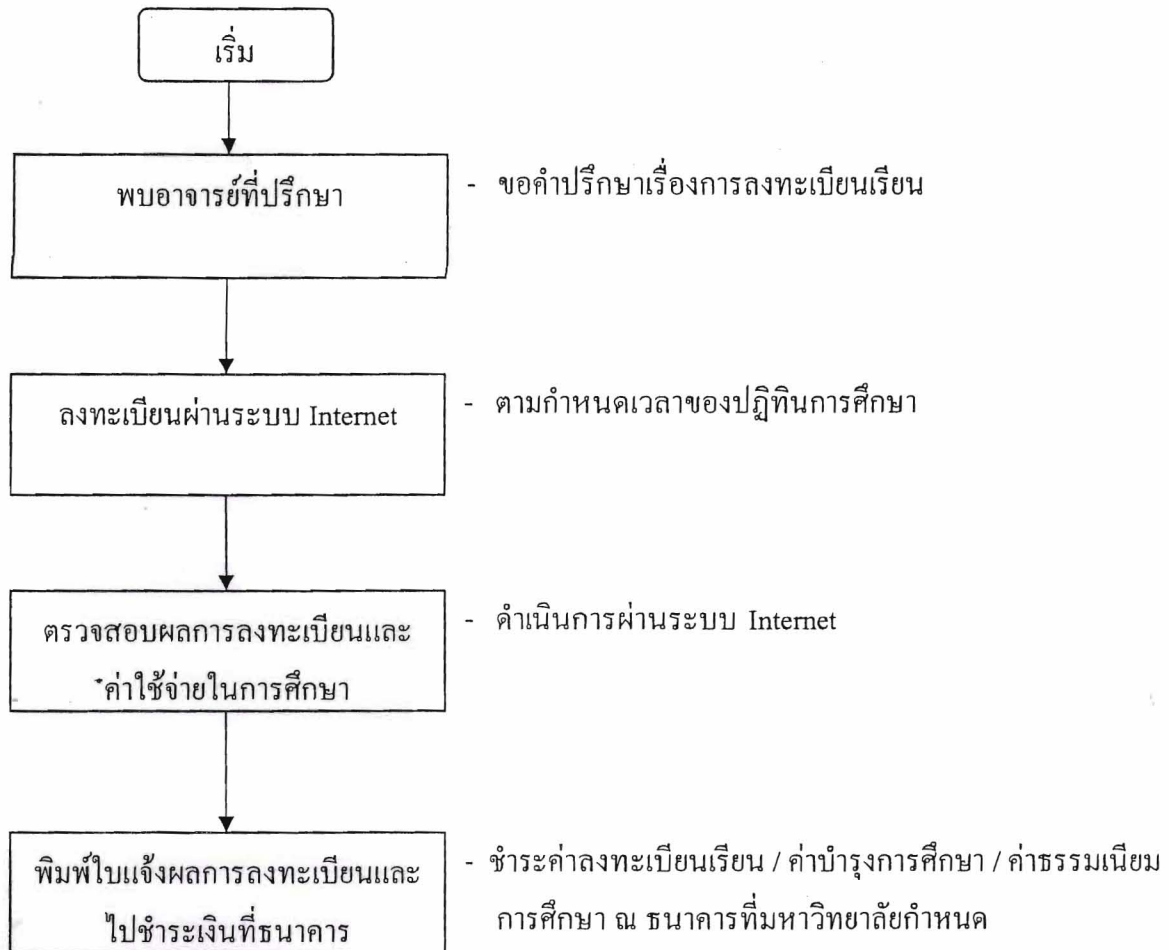 เริ่ม
พบอาจารย์ที่ปรึกษา
- ขอคำปรึกษาเรื่องการลงทะเบียนเรียน
ลงทะเบียนผ่านระบบ Internet
- ตามกำหนดเวลาของปฏิทินการศึกษา
ตรวจสอบผลการลงทะเบียนและ
ค่าใช้จ่ายในการศึกษา
- ดำเนินการผ่านระบบ Internet
พิมพ์ใบแจ้งผลการลงทะเบียนและ
ไปชำระเงินที่ธนาคาร
- ชำระค่าลงทะเบียนเรียน / ค่าบำรุงการศึกษา / ค่าธรรมเนียม
การศึกษา ณ ธนาคารที่มหาวิทยาลัยกำหนด